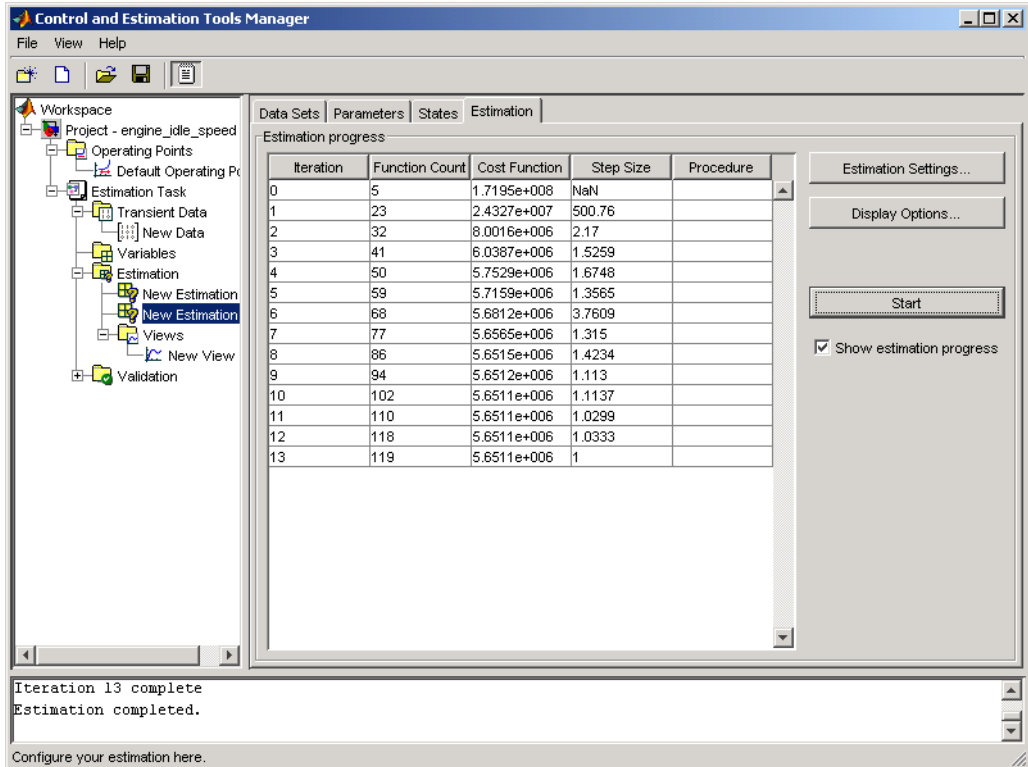 Control and Estimation Tools Manager
File View Help
Workspace
Project - engine_idle_speed
Operating Points
Default Operating Po
Estimation Task
Transient Data
New Data
Variables
Estimation
New Estimation
New Estimation
Views
New View
Validation
Data Sets Parameters States Estimation
Estimation progress
Iteration Function Count Cost Function Step Size Procedure
0 5 1.7195e+008 NaN
1 23 2.4327e+007 500.76
2 32 8.0016e+006 2.17
3 41 6.0387e+006 1.5259
4 50 5.7529e+006 1.6748
5 59 5.7159e+006 1.3565
6 68 5.6812e+006 3.7609
7 77 5.6565e+006 1.315
8 86 5.6515e+006 1.4234
9 94 5.6512e+006 1.113
10 102 5.6511e+006 1.1137
11 110 5.6511e+006 1.0299
12 118 5.6511e+006 1.0333
13 119 5.6511e+006 1
Estimation Settings...
Display Options...
Start
Show estimation progress
Iteration 13 complete
Estimation completed.
Configure your estimation here.